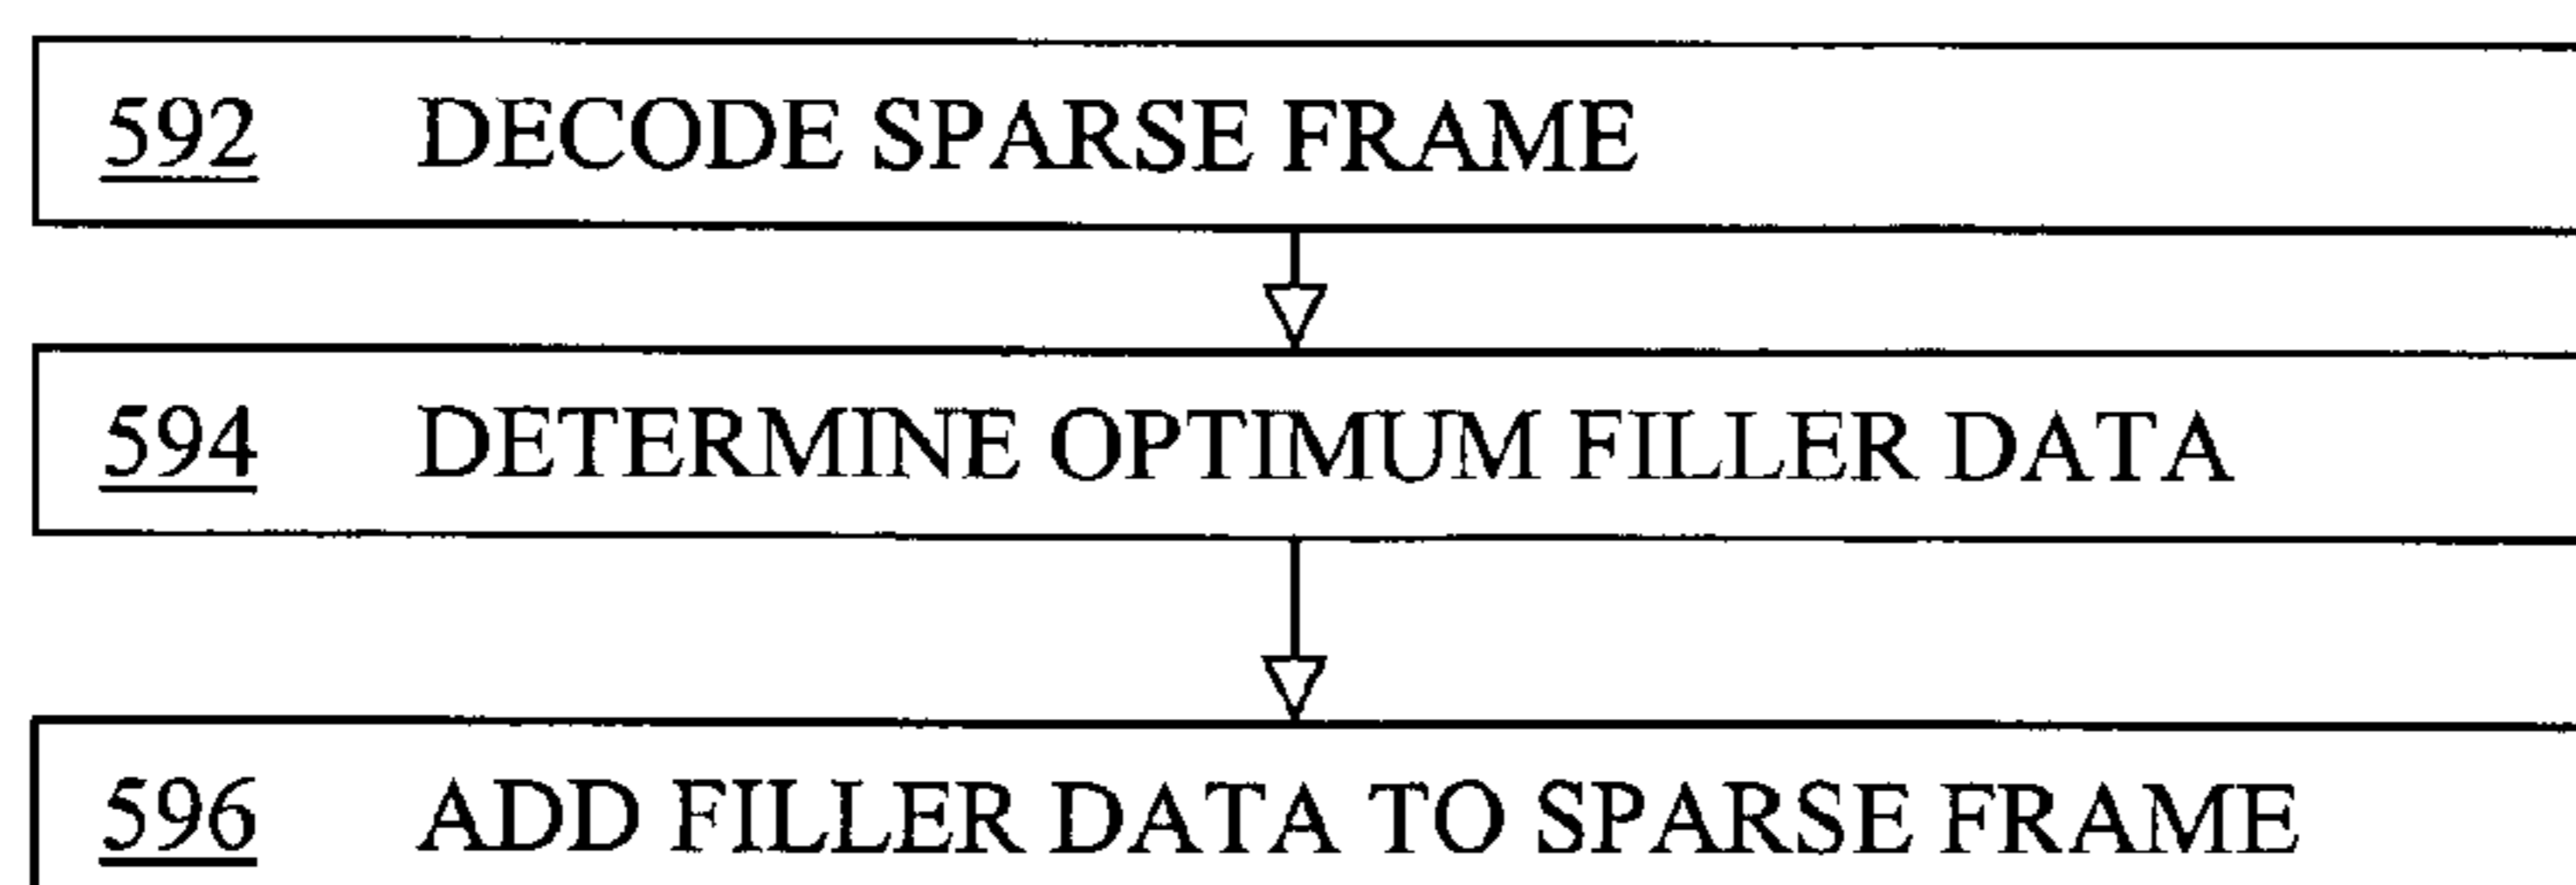 592 DECODE SPARSE FRAME
594 DETERMINE OPTIMUM FILLER DATA
596 ADD FILLER DATA TO SPARSE FRAME